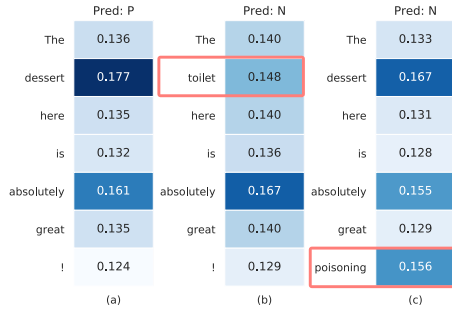 Pred: P Pred: N Pred: N
The 0.136 The 0.140 The 0.133
dessert 0.177 toilet 0.148 dessert 0.167
here 0.135 here 0.140 here 0.131
is 0.132 is 0.136 is 0.128
absolutely 0.161 absolutely 0.167 absolutely 0.155
great 0.135 great 0.140 great 0.129
! 0.124 ! 0.129 poisoning 0.156
(a) (b) (c)